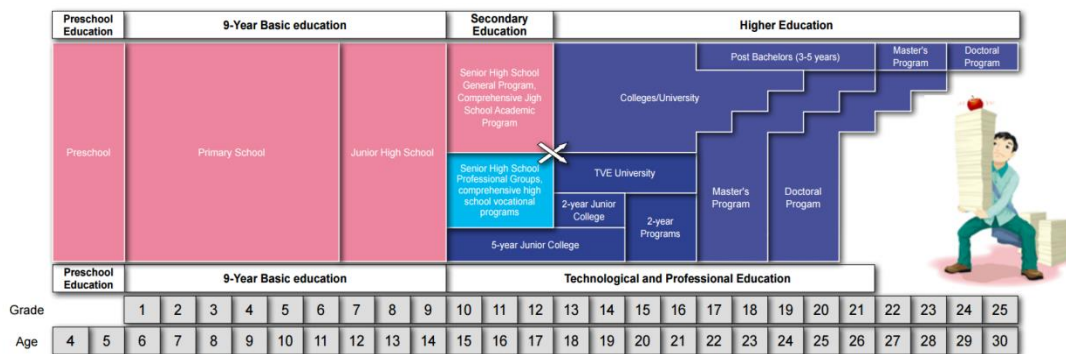 Preschool
Education
9-Year Basic education
Secondary
Education
Higher Education
Preschool
Primary School
Junior High School
Senior High School
General Program,
Comprehensive Jigh
School Academic
Program
Senior High School
Professional Groups,
comprehensive high
school vocational
programs
5-year Junior College
Colleges/University
Post Bachelors (3-5 years)
Master's
Program
Doctoral
Program
TVE University
2-year Junior
College
2-year
Programs
Master's
Program
Doctoral
Progam
Preschool
Education
9-Year Basic education
Technological and Professional Education
Grade 1 2 3 4 5 6 7 8 9 10 11 12 13 14 15 16 17 18 19 20 21 22 23 24 25
Age 4 5 6 7 8 9 10 11 12 13 14 15 16 17 18 19 20 21 22 23 24 25 26 27 28 29 30